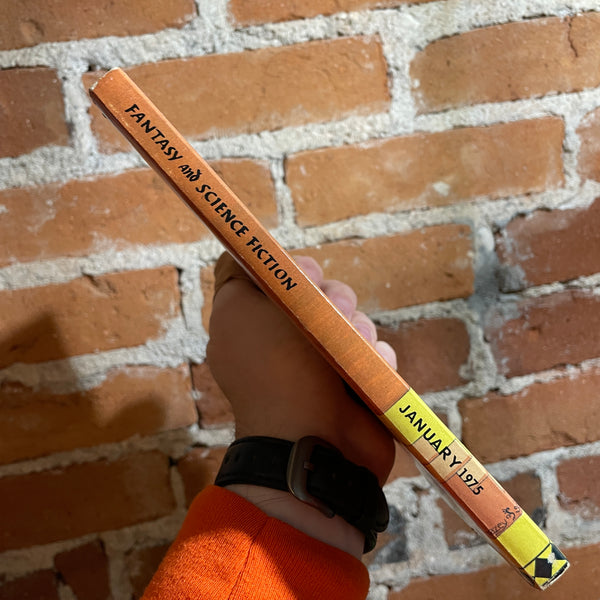 FANTASY and SCIENCE FICTION
JANUARY 1975